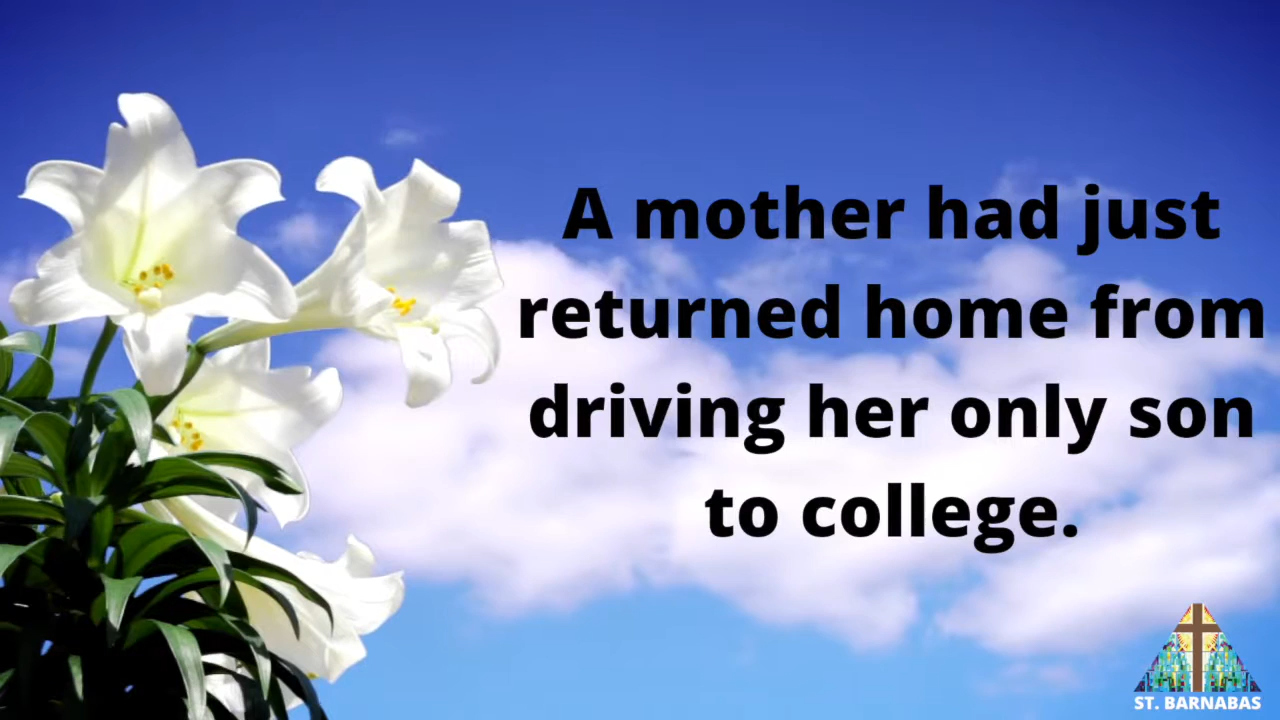 A mother had just
returned home from
driving her only son
to college.
ST. BARNABAS